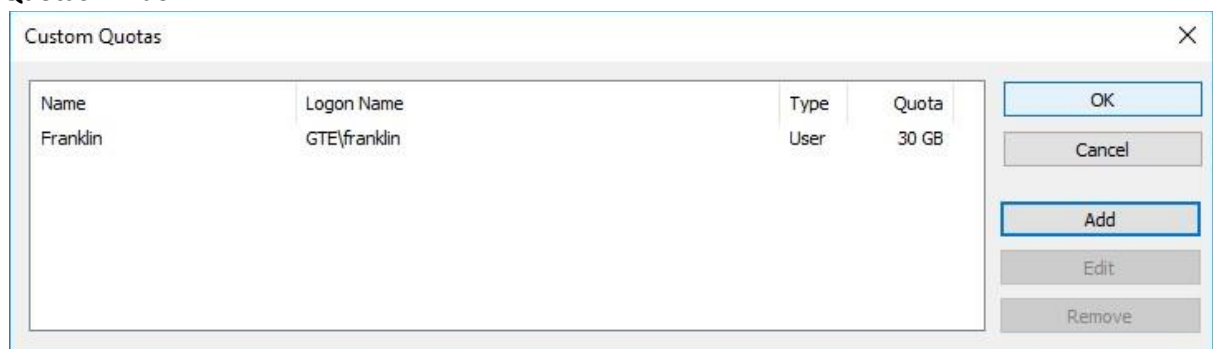 Custom Quotas
Name Logon Name Type Quota
Franklin GTE\franklin User 30 GB
OK
Cancel
Add
Edit
Remove